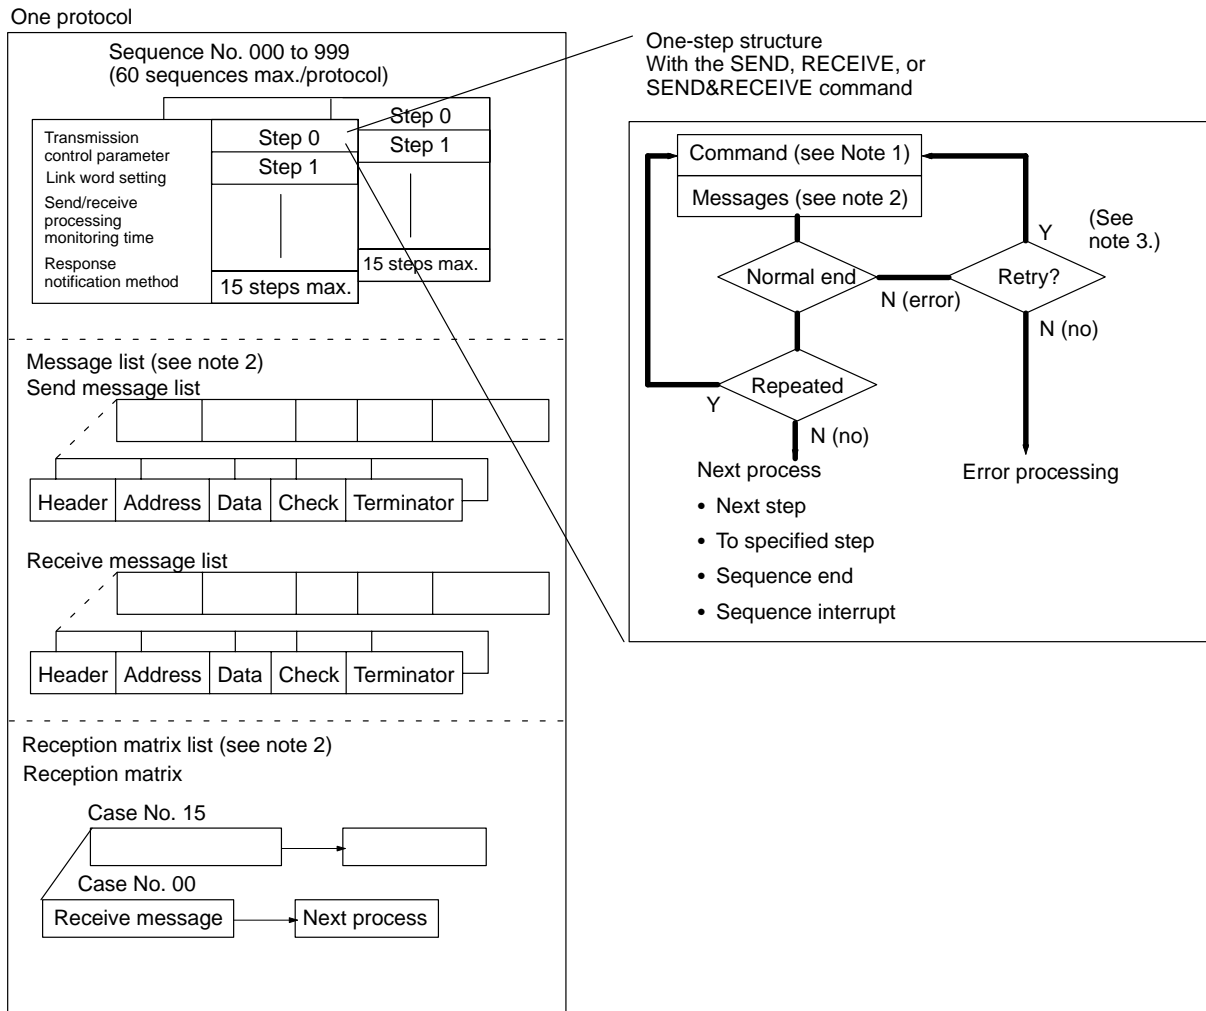 One protocol
Sequence No. 000 to 999
(60 sequences max./protocol)
Transmission
control parameter
Link word setting
Send/receive
processing
monitoring time
Response
notification method
Step 0
Step 1
15 steps max.
Step 0
Step 1
15 steps max.
Message list (see note 2)
Send message list
Header
Address
Data
Check
Terminator
Receive message list
Header
Address
Data
Check
Terminator
Reception matrix list (see note 2)
Reception matrix
Case No. 15
Case No. 00
Receive message
Next process
One-step structure
With the SEND, RECEIVE, or
SEND&RECEIVE command
Command (see Note 1)
Messages (see note 2)
Normal end
N (error)
Retry?
Y
(See
note 3.)
N (no)
Repeated
Y
N (no)
Next process
• Next step
• To specified step
• Sequence end
• Sequence interrupt
Error processing